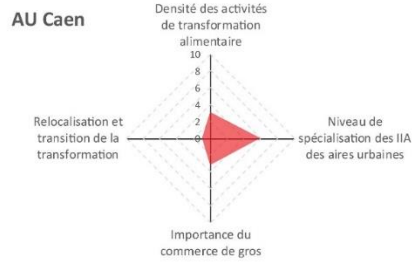 AU Caen
Densité des activités
de transformation
alimentaire
10
8
6
4
2
0
Relocalisation et
transition de la
transformation
Niveau de
spécialisation des IIA
des aires urbaines
Importance du
commerce de gros